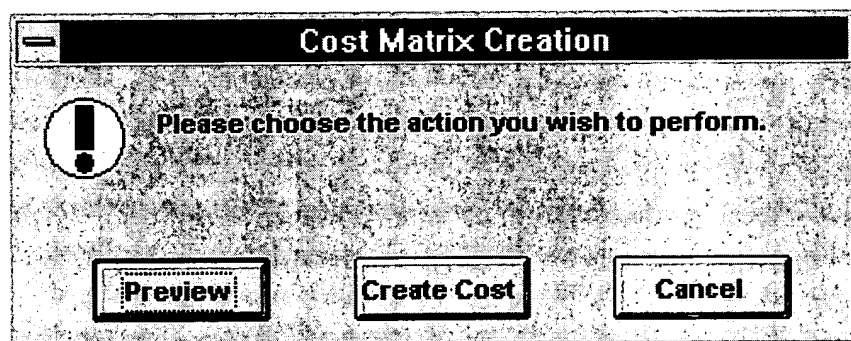 Cost Matrix Creation
Please choose the action you wish to perform.
Preview Create Cost Cancel